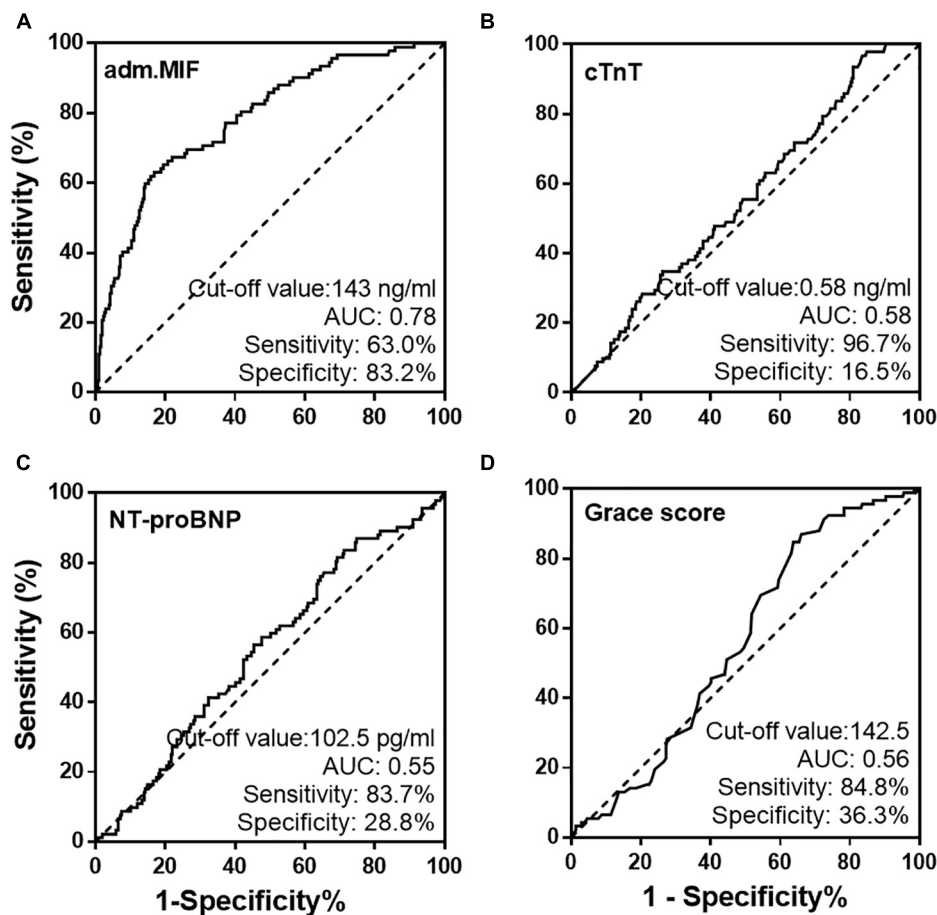 A
adm.MIF
Sensitivity (%)
100
80
60
40
20
0
Cut-off value:143 ng/ml
AUC: 0.78
Sensitivity: 63.0%
Specificity: 83.2%
0 20 40 60 80 100
B
cTnT
100
80
60
40
20
0
Cut-off value:0.58 ng/ml
AUC: 0.58
Sensitivity: 96.7%
Specificity: 16.5%
0 20 40 60 80 100
C
NT-proBNP
Sensitivity (%)
100
80
60
40
20
0
Cut-off value:102.5 pg/ml
AUC: 0.55
Sensitivity: 83.7%
Specificity: 28.8%
0 20 40 60 80 100
1-Specificity%
D
Grace score
100
80
60
40
20
0
Cut-off value:142.5
AUC: 0.56
Sensitivity: 84.8%
Specificity: 36.3%
0 20 40 60 80 100
1 - Specificity%